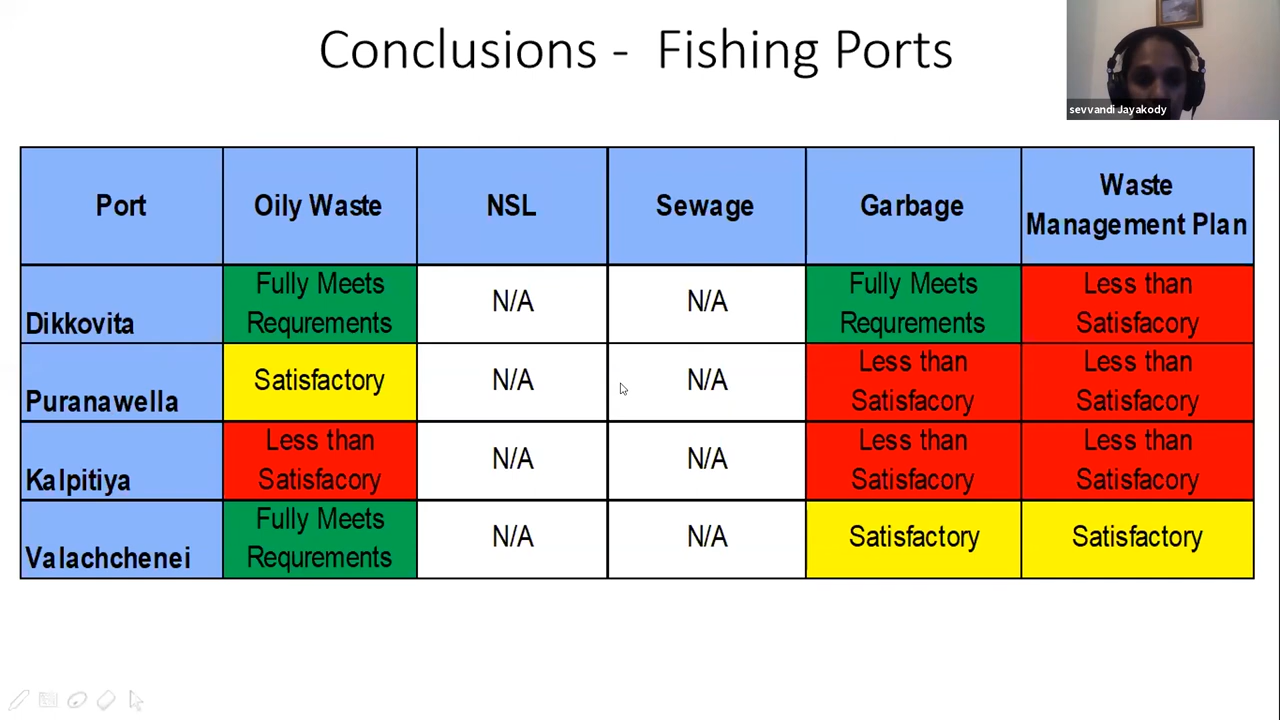 Conclusions -  Fishing Ports
sevvandi Jayakody
Port
Oily Waste
NSL
Sewage
Garbage
Waste
Management Plan
Dikkovita
Fully Meets
Requrements
N/A
N/A
Fully Meets
Requrements
Less than
Satisfacory
Puranawella
Satisfactory
N/A
N/A
Less than
Satisfacory
Less than
Satisfacory
Kalpitiya
Less than
Satisfacory
N/A
N/A
Less than
Satisfacory
Less than
Satisfacory
Valachchenei
Fully Meets
Requrements
N/A
N/A
Satisfactory
Satisfactory